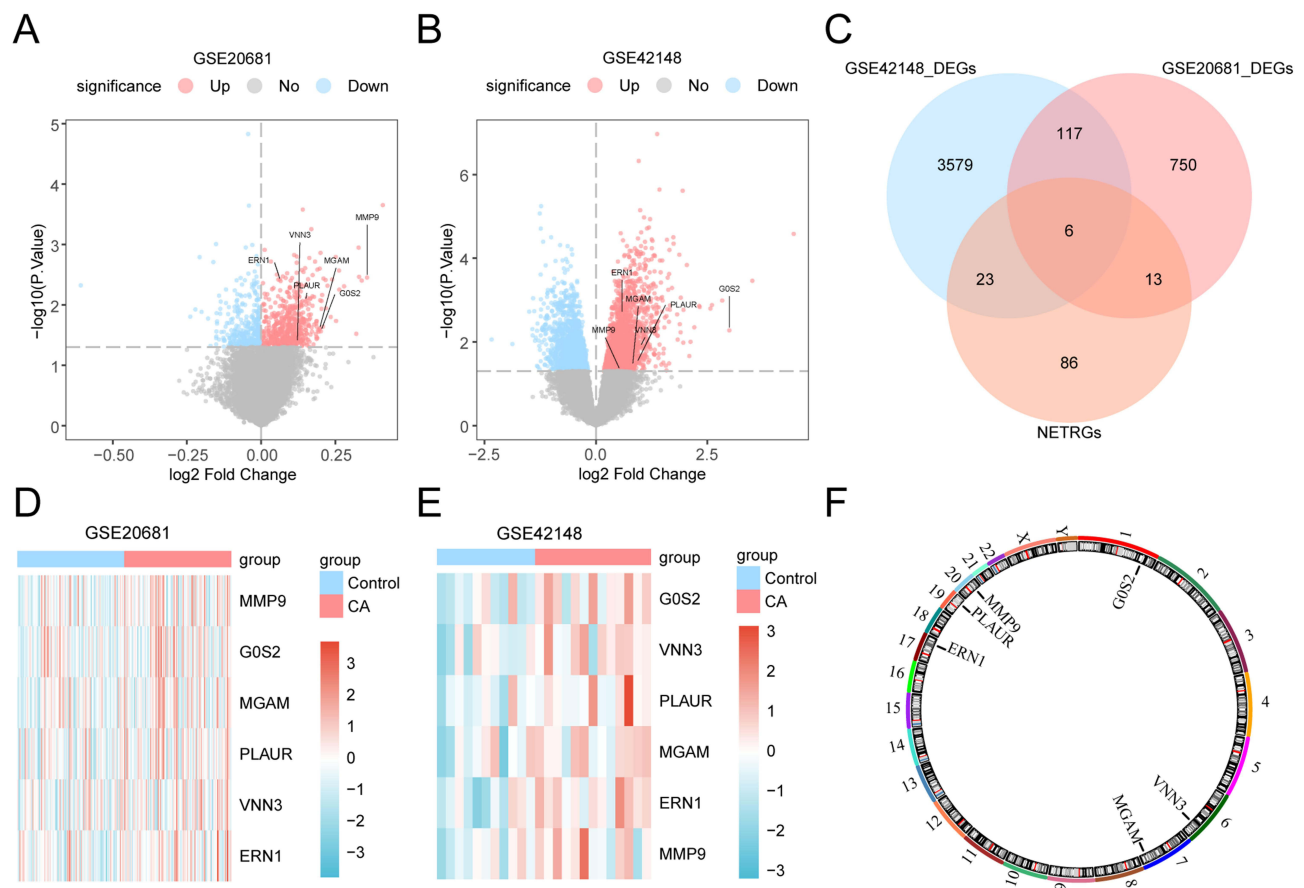 A
GSE20681
significance Up No Down
5
4
3
2
1
0
−log10(P.Value)
MMP9
VNN3
ERN1
MGAM
PLAUR
G0S2
−0.50
−0.25
0.00
0.25
log2 Fold Change
B
GSE42148
significance Up No Down
6
4
2
0
−log10(P.Value)
ERN1
G0S2
MGAM
PLAUR
MMP9
VNN3
−2.5
0.0
2.5
log2 Fold Change
C
GSE42148_DEGs
GSE20681_DEGs
117
3579
750
6
23
13
86
NETRGs
D
GSE20681
group
MMP9
G0S2
MGAM
PLAUR
VNN3
ERN1
group
Control
CA
3
2
1
0
−1
−2
−3
E
GSE42148
group
G0S2
VNN3
PLAUR
MGAM
ERN1
MMP9
group
Control
CA
3
2
1
0
−1
−2
−3
F
1
2
3
4
5
6
7
8
9
10
11
12
13
14
15
16
17
18
19
20
21
22
X
Y
G0S2
MMP9
PLAUR
ERN1
VNN3
MGAM